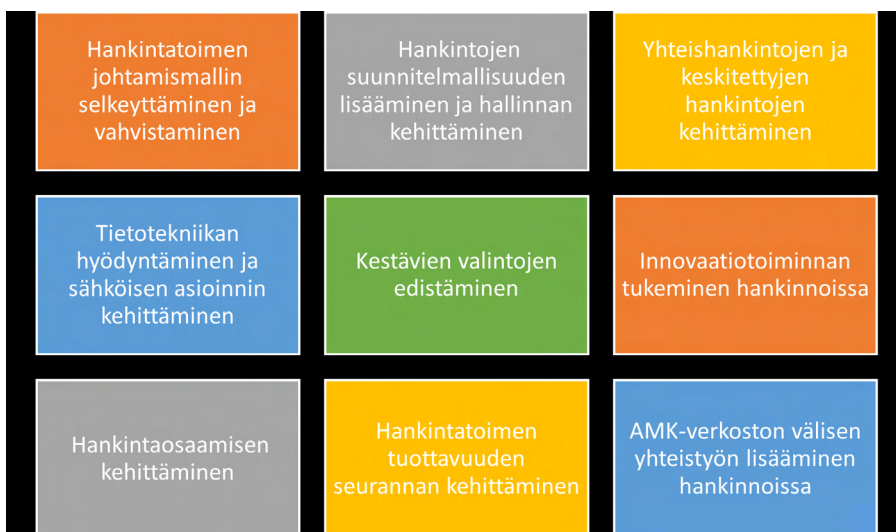 Hankintatoimen
johtamismallin
selkeyttäminen ja
vahvistaminen
Hankintojen
suunnitelmallisuuden
lisääminen ja hallinnan
kehittäminen
Yhteishankintojen ja
keskitettyjen
hankintojen
kehittäminen
Tietotekniikan
hyödyntäminen ja
sähköisen asioinnin
kehittäminen
Kestävien valintojen
edistäminen
Innovaatiotoiminnan
tukeminen hankinnoissa
Hankintaosaamisen
kehittäminen
Hankintatoimen
tuottavuuden
seurannan kehittäminen
AMK-verkoston välisen
yhteistyön lisääminen
hankinnoissa